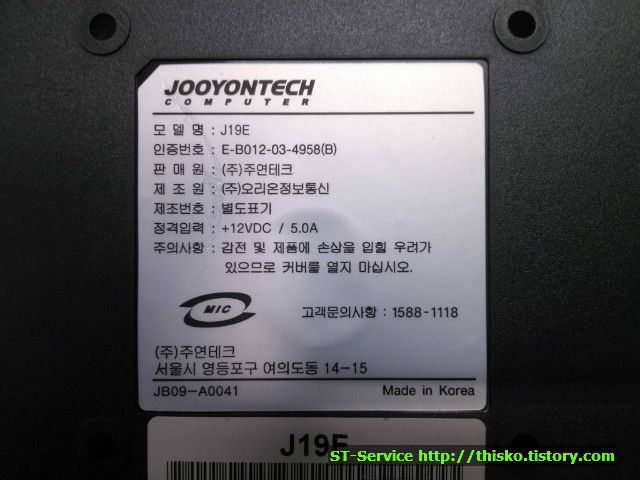 JOOYONTECH
COMPUTER
모 델 명 : J19E
인증번호 : E-B012-03-4958(B)
판 매 원 : (주)주연테크
제 조 원 : (주)오리온정보통신
제조번호 : 별도표기
정격입력 : +12VDC / 5.0A
주의사항 : 감전 및 제품에 손상을 입힐 우려가
있으므로 커버를 열지 마십시오.
MIC
고객문의사항 : 1588-1118
(주)주연테크
서울시 영등포구 여의도동 14-15
JB09-A0041
Made in Korea
J19E
ST-Service http://thisko.tistory.com